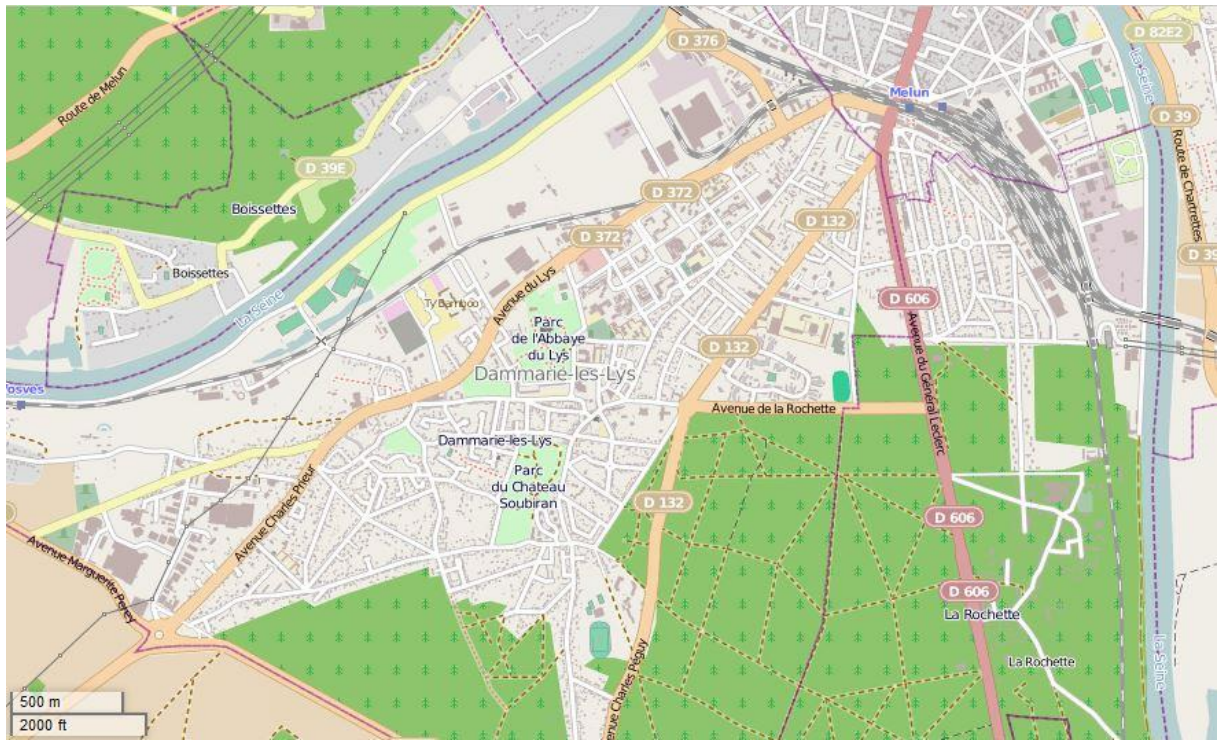 D 376
D 82E2
Route de Melun
La Seine
Melun
D 39
D 39E
Route de Chartrettes
Boissettes
D 372
D 132
D 372
D 39
Boissettes
La Seine
Avenue du Lys
TV Bamboo
D 606
Parc
de l'Abbaye
du Lys
Avenue du Général Leclerc
D 132
Dammarie-les-Lys
Vosves
Avenue de la Rochette
Dammarie-les-Lys
Parc
du Chateau
Soubiran
Avenue Charles Prieur
D 132
D 606
Avenue Marguerite Perey
D 606
La Rochette
La Rochette
La Seine
Avenue Charles Péguy
500 m
2000 ft